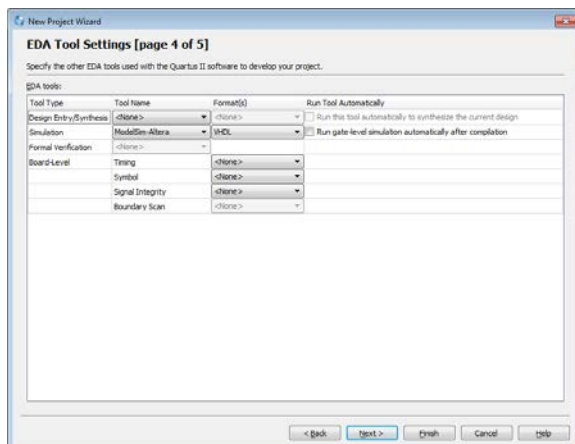 New Project Wizard
EDA Tool Settings [page 4 of 5]
Specify the other EDA tools used with the Quartus II software to develop your project.
EDA tools:
Tool Type Tool Name Format(s) Run Tool Automatically
Design Entry/Synthesis <None> <None> Run this tool automatically to synthesize the current design
Simulation ModelSim-Altera VHDL Run gate-level simulation automatically after compilation
Formal Verification <None>
Board-Level Timing <None>
Symbol <None>
Signal Integrity <None>
Boundary Scan <None>
< Back Next > Finish Cancel Help